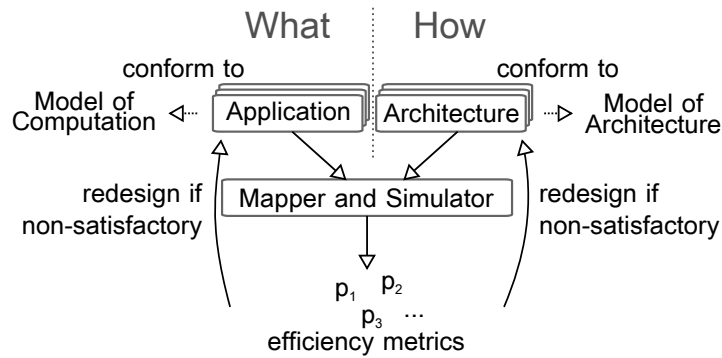 What
How
conform to
conform to
Model of
Computation
Application
Architecture
Model of
Architecture
redesign if
non-satisfactory
Mapper and Simulator
redesign if
non-satisfactory
p1
p2
p3
...
efficiency metrics